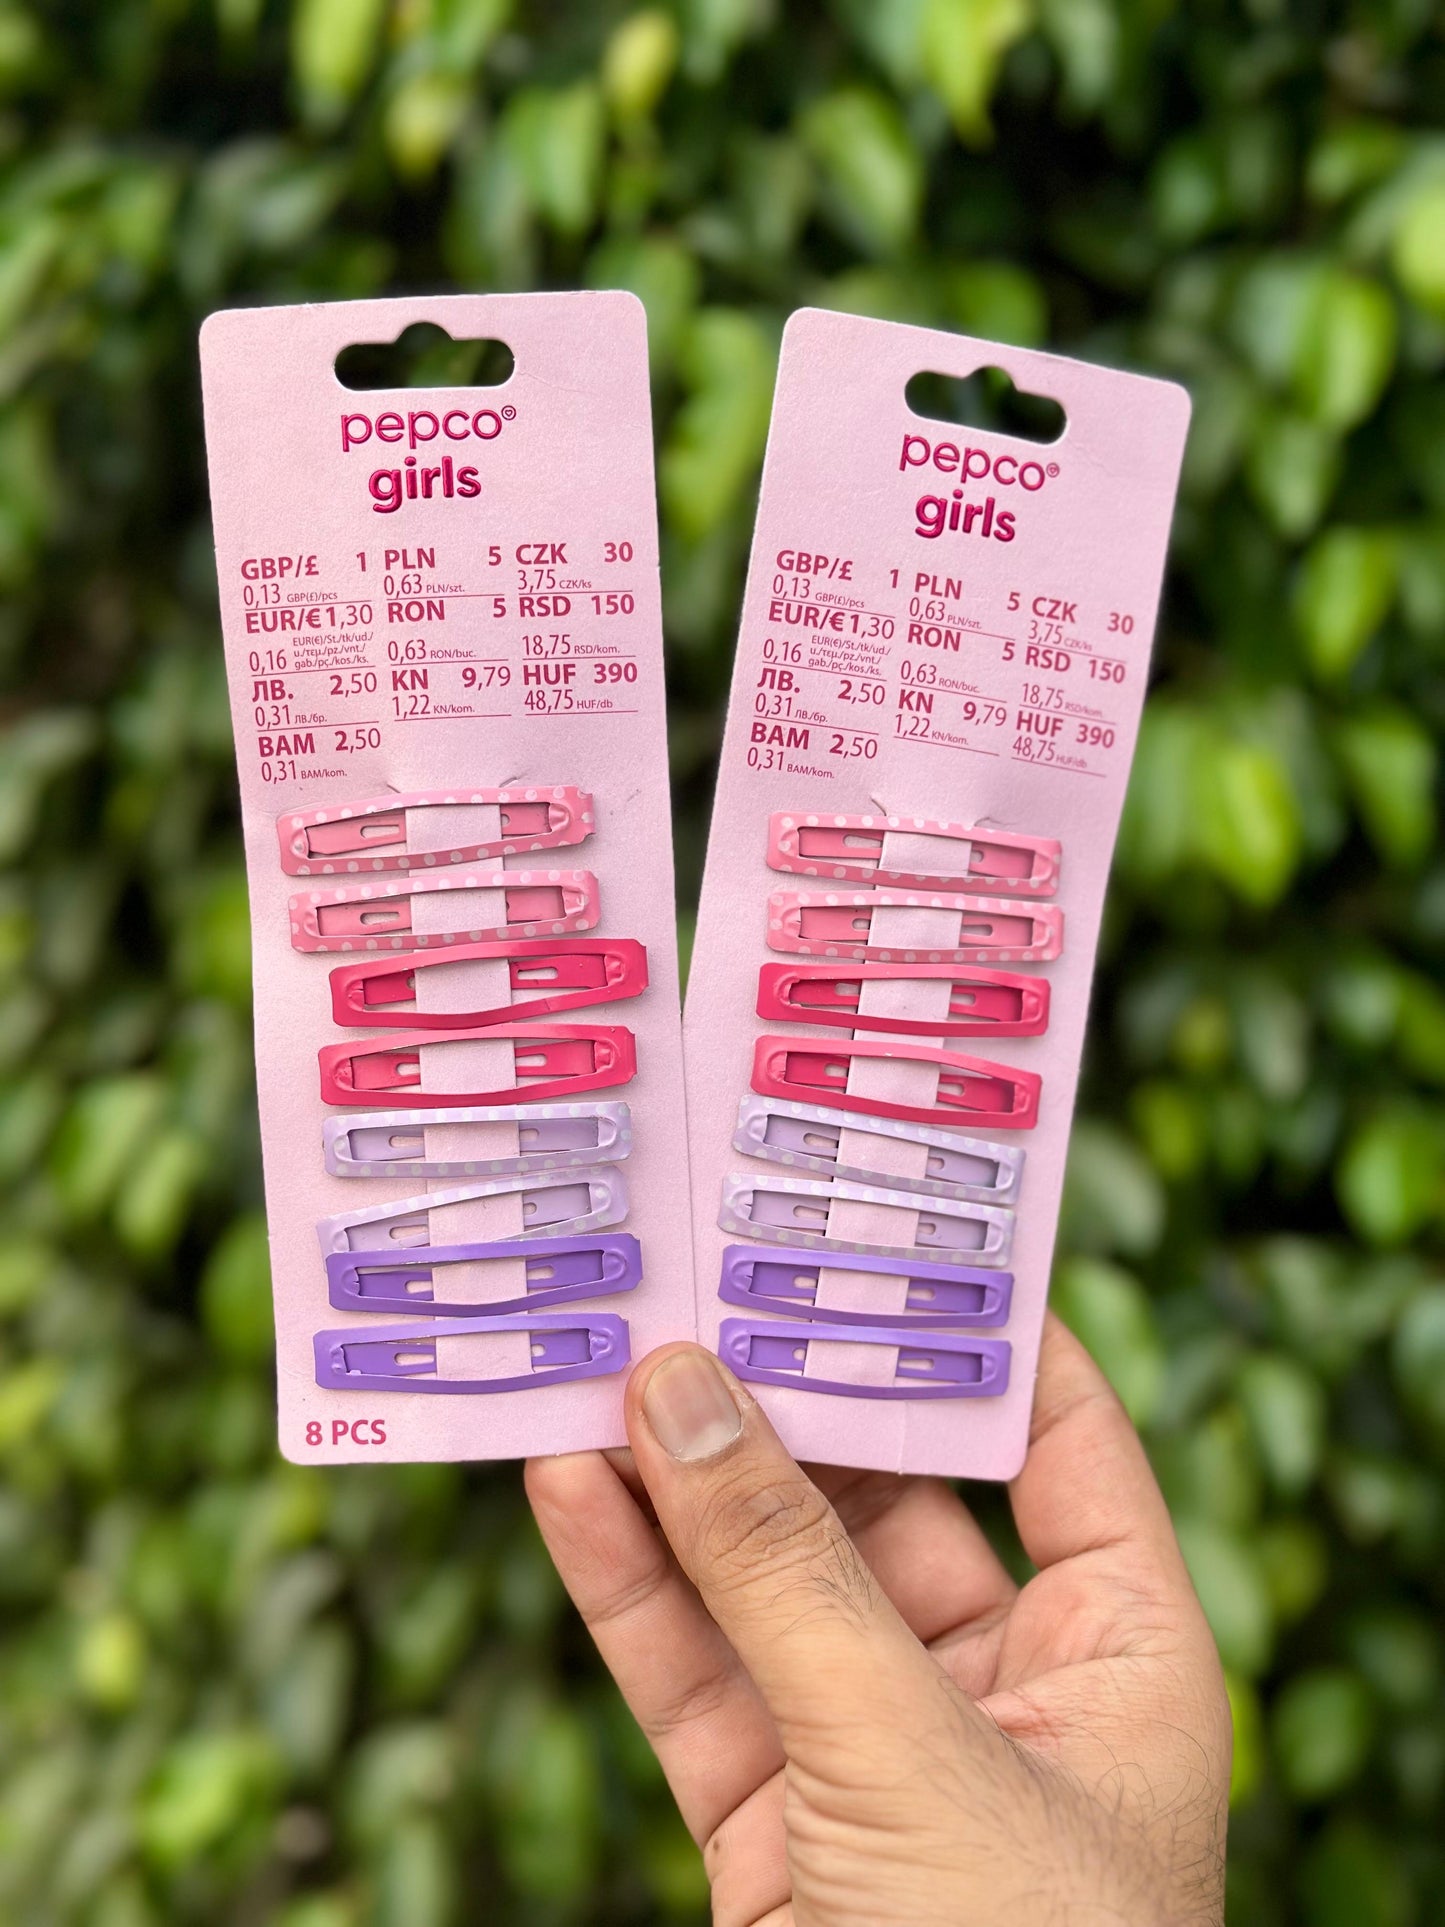 pepco
girls
GBP/£ 1 PLN 5 CZK 30
0,13 GBP(£)/pcs 0,63 PLN/szt. 3,75 CZK/ks
EUR/€ 1,30 RON 5 RSD 150
EUR(€)/St./tk/ud./
u./τεμ./pz./vnt./
0,16 gab./pç./kos./ks. 0,63 RON/buc. 18,75 RSD/kom.
ЛВ. 2,50 KN 9,79 HUF 390
0,31 ЛВ./бр. 1,22 KN/kom. 48,75 HUF/db
BAM 2,50
0,31 BAM/kom.
8 PCS
pepco
girls
GBP/£ 1 PLN 5 CZK 30
0,13 GBP(£)/pcs 0,63 PLN/szt. 3,75 CZK/ks
EUR/€ 1,30 RON 5 RSD 150
EUR(€)/St./tk/ud./
u./τεμ./pz./vnt./
0,16 gab./pç./kos./ks. 0,63 RON/buc. 18,75 RSD/kom.
ЛВ. 2,50 KN 9,79 HUF 390
0,31 ЛВ./бр. 1,22 KN/kom. 48,75 HUF/db
BAM 2,50
0,31 BAM/kom.